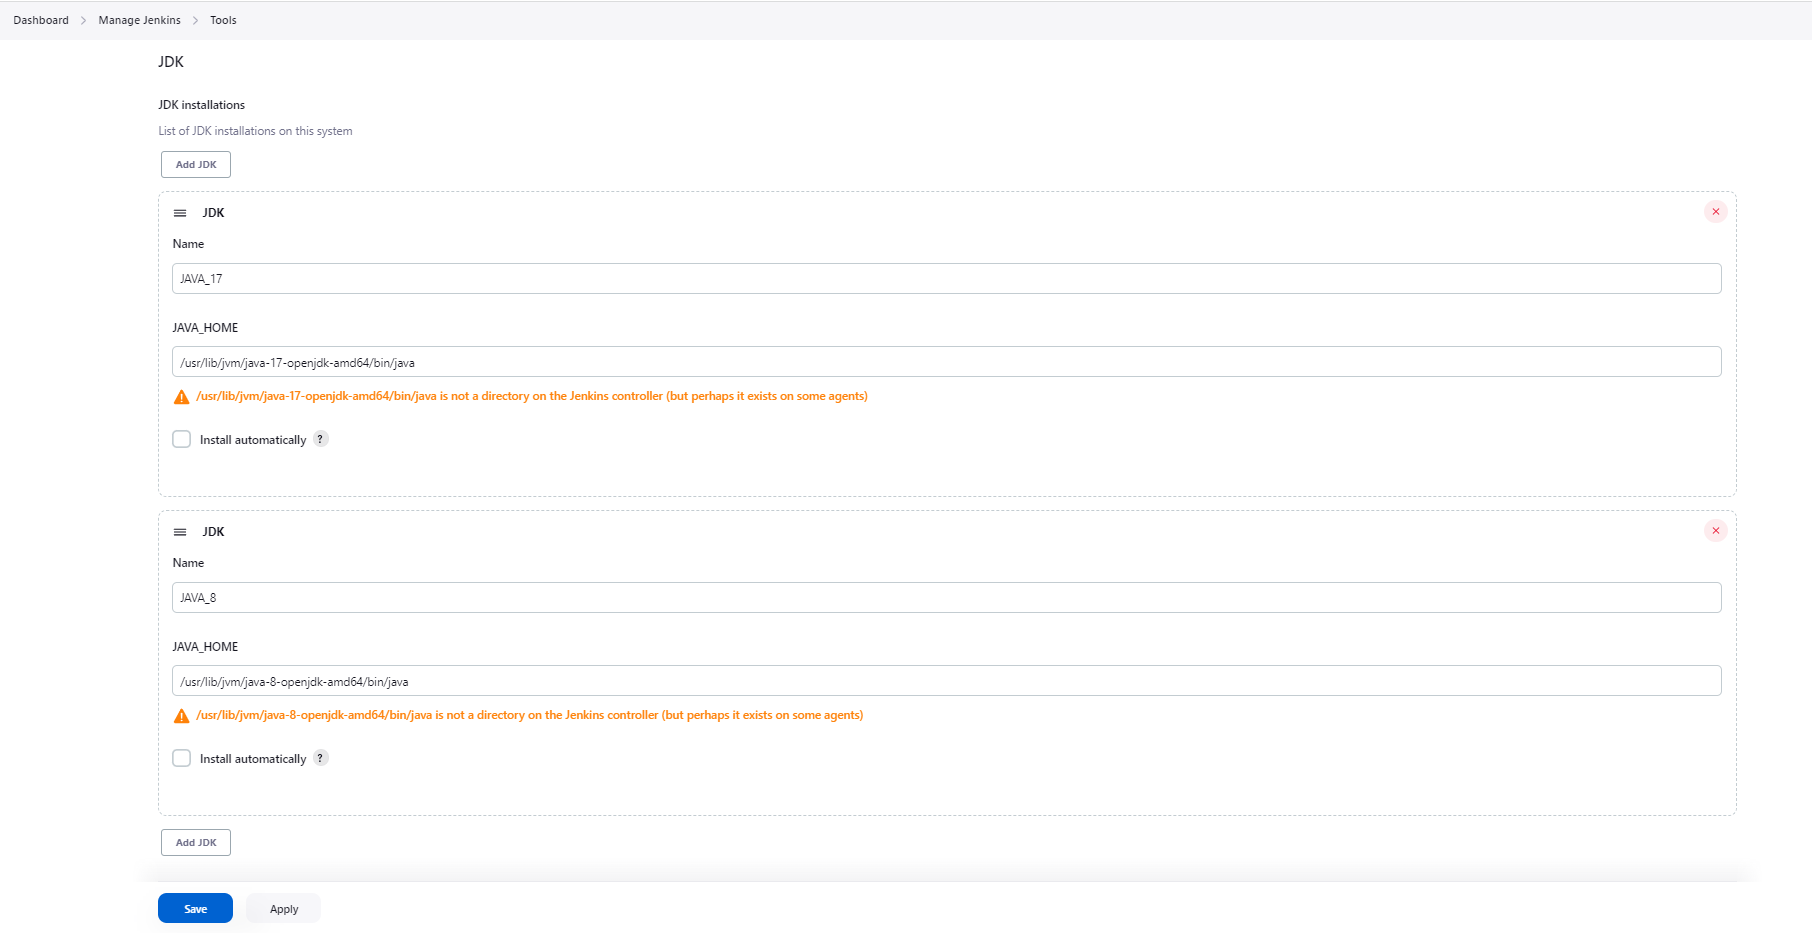 Dashboard > Manage Jenkins > Tools
JDK
JDK installations
List of JDK installations on this system
Add JDK
JDK
Name
JAVA_17
JAVA_HOME
/usr/lib/jvm/java-17-openjdk-amd64/bin/java
/usr/lib/jvm/java-17-openjdk-amd64/bin/java is not a directory on the Jenkins controller (but perhaps it exists on some agents)
Install automatically ?
JDK
Name
JAVA_8
JAVA_HOME
/usr/lib/jvm/java-8-openjdk-amd64/bin/java
/usr/lib/jvm/java-8-openjdk-amd64/bin/java is not a directory on the Jenkins controller (but perhaps it exists on some agents)
Install automatically ?
Add JDK
Save Apply